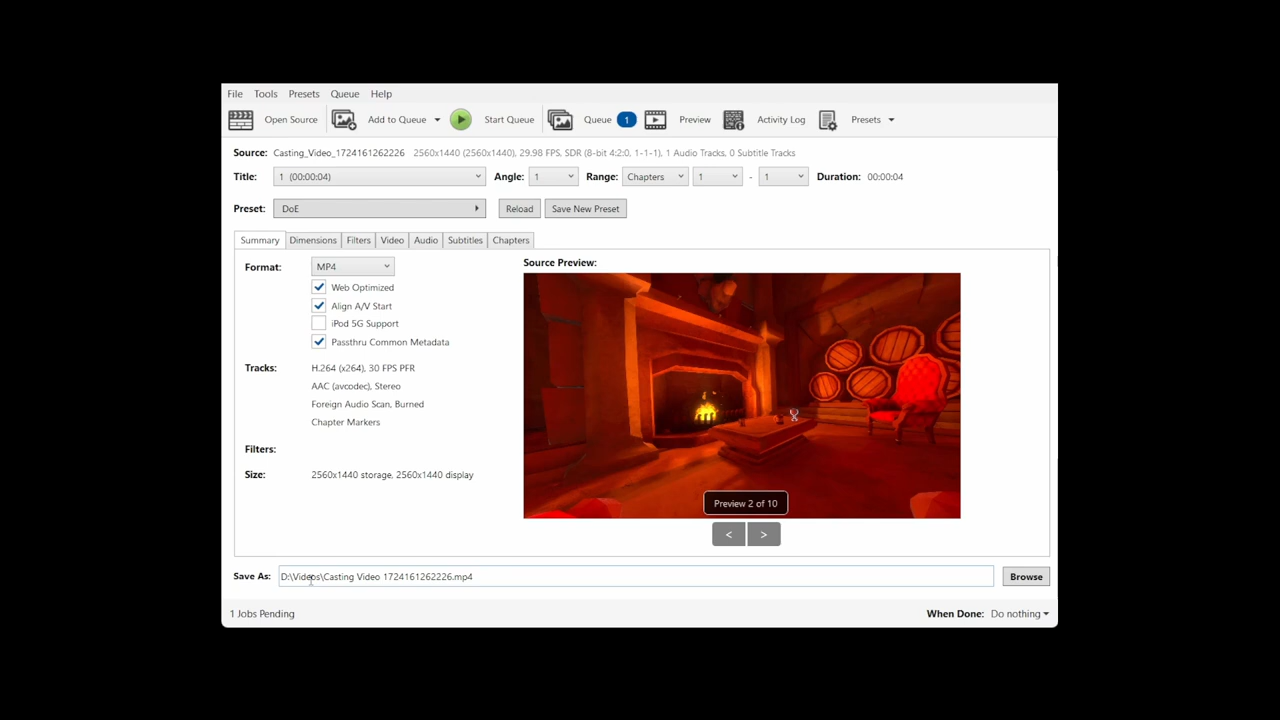 File Tools Presets Queue Help
Open Source Add to Queue Start Queue Queue 1 Preview Activity Log Presets
Source: Casting_Video_1724161262226 2560x1440 (2560x1440), 29.98 FPS, SDR (8-bit 4:2:0, 1-1-1), 1 Audio Tracks, 0 Subtitle Tracks
Title: 1 (00:00:04) Angle: 1 Range: Chapters 1 - 1 Duration: 00:00:04
Preset: DoE Reload Save New Preset
Summary Dimensions Filters Video Audio Subtitles Chapters
Format: MP4
Source Preview:
Web Optimized
Align A/V Start
iPod 5G Support
Passthru Common Metadata
Tracks: H.264 (x264), 30 FPS PFR
AAC (avcodec), Stereo
Foreign Audio Scan, Burned
Chapter Markers
Filters:
Size: 2560x1440 storage, 2560x1440 display
Preview 2 of 10
< >
Save As: D:\Videos\Casting Video 1724161262226.mp4 Browse
1 Jobs Pending When Done: Do nothing